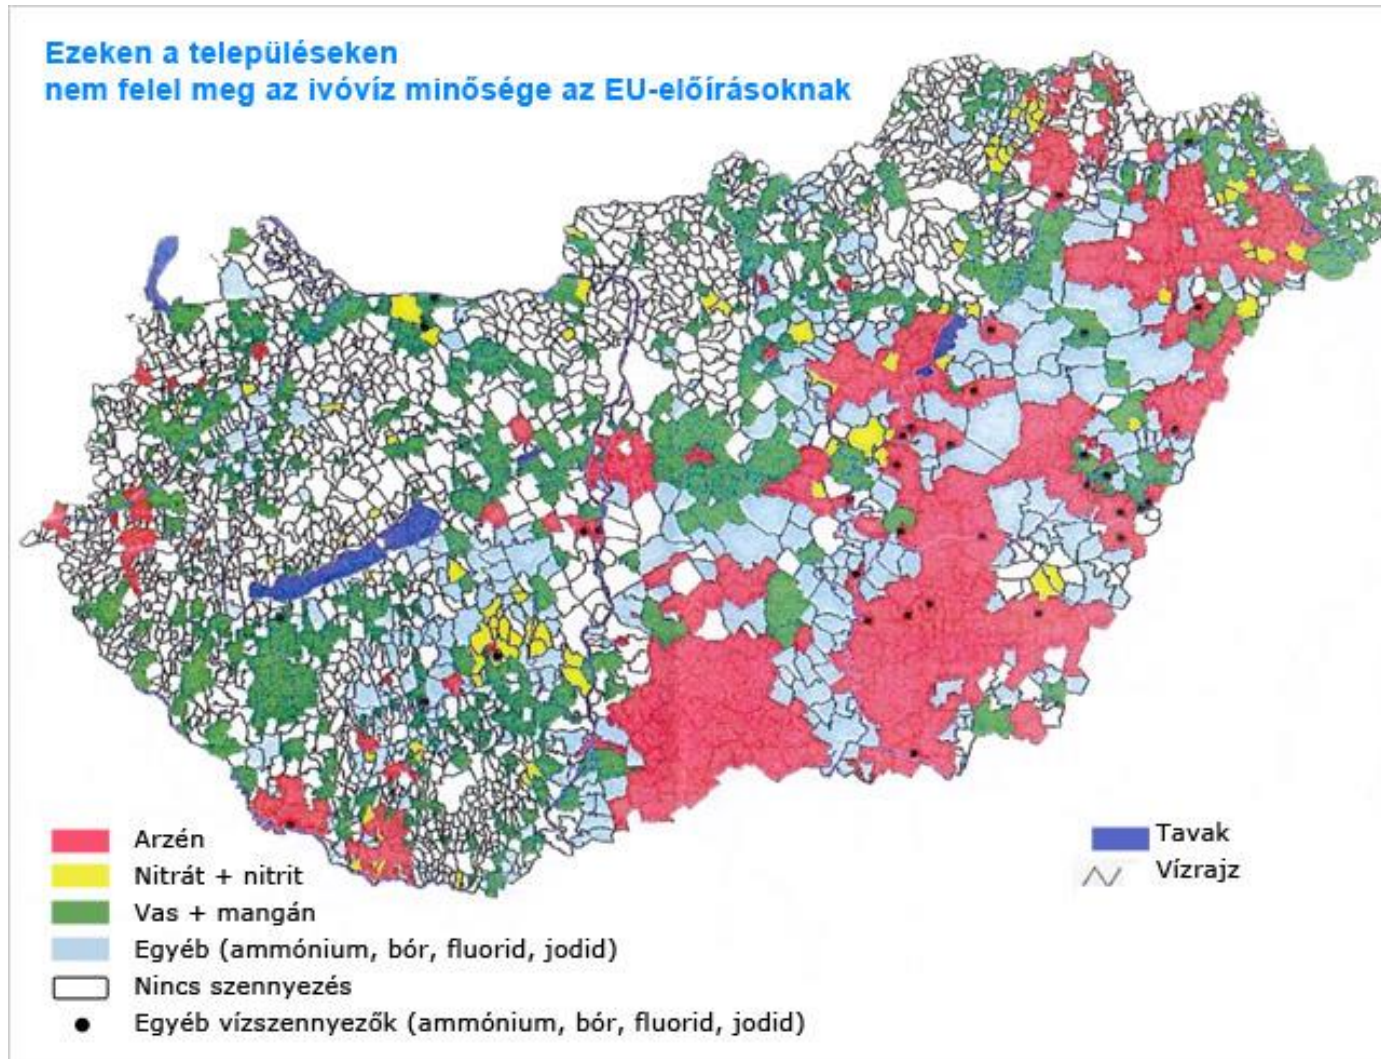 Ezeken a településeken
nem felel meg az ivóvíz minősége az EU-előírásoknak
Arzén
Nitrát + nitrit
Vas + mangán
Egyéb (ammónium, bór, fluorid, jodid)
Nincs szennyezés
Egyéb vízszennyezők (ammónium, bór, fluorid, jodid)
Tavak
Vízrajz